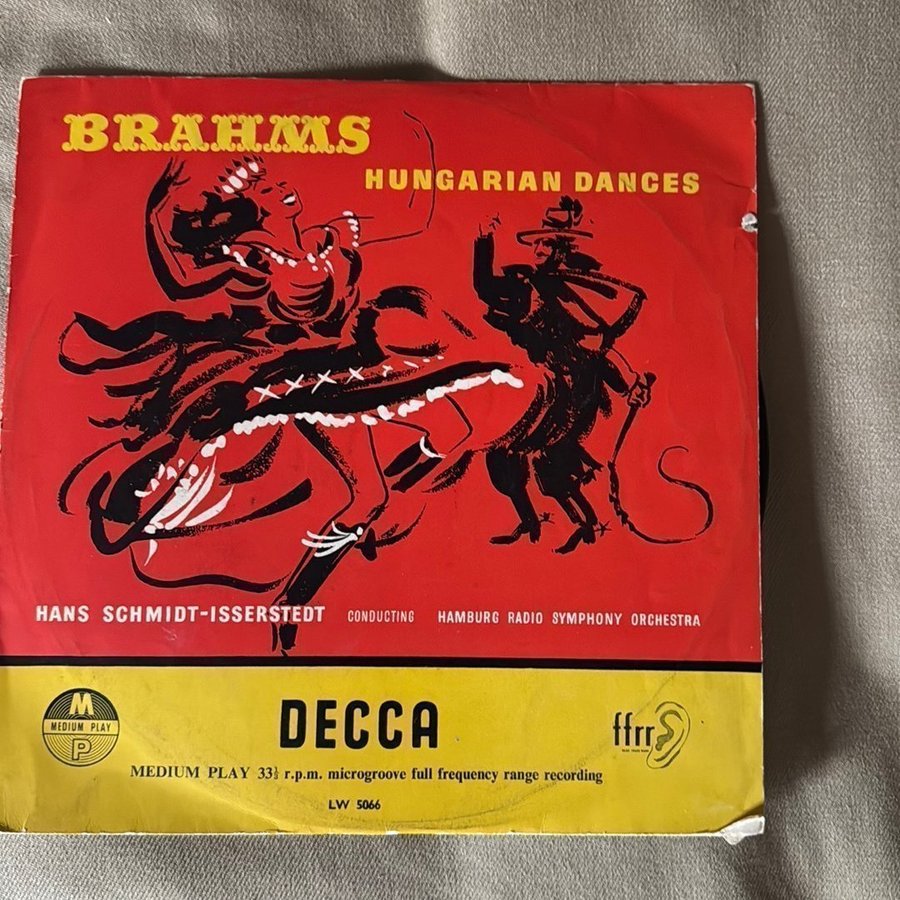 BRAHMS
HUNGARIAN DANCES
HANS SCHMIDT-ISSERSTEDT CONDUCTING HAMBURG RADIO SYMPHONY ORCHESTRA
M
MEDIUM PLAY
P
DECCA
ffrr
MEDIUM PLAY 33⅓ r.p.m. microgroove full frequency range recording
LW 5066